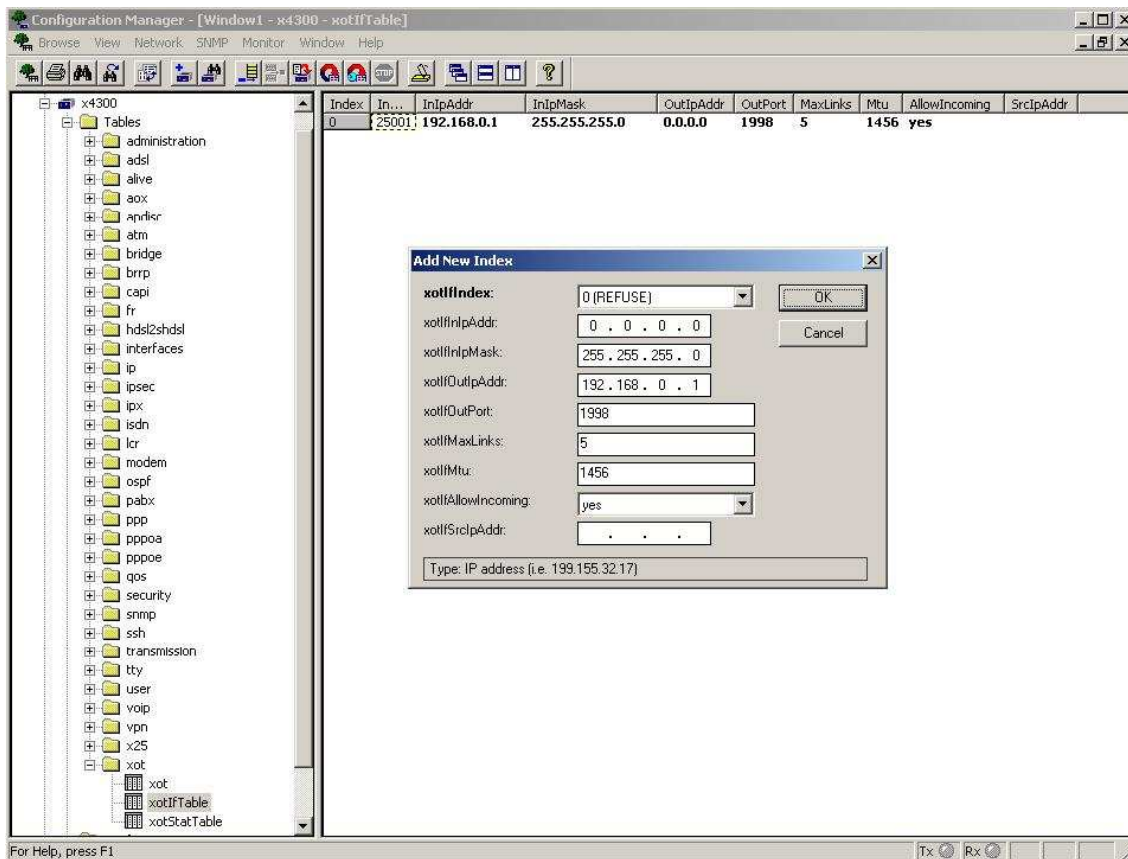 Configuration Manager - [Window1 - x4300 - xotIfTable]
Browse View Network SNMP Monitor Window Help
STOP ?
x4300
Tables
administration
adsl
alive
aox
apdisc
atm
bridge
brrp
capi
fr
hdsl2shdsl
interfaces
ip
ipsec
ipx
isdn
lcr
modem
ospf
pabx
ppp
pppoa
pppoe
qos
security
snmp
ssh
transmission
tty
user
voip
vpn
x25
xot
xot
xotIfTable
xotStatTable
Index In... InIpAddr InIpMask OutIpAddr OutPort MaxLinks Mtu AllowIncoming SrcIpAddr
0 25001 192.168.0.1 255.255.255.0 0.0.0.0 1998 5 1456 yes
Add New Index
xotIfIndex: 0 (REFUSE) OK
xotIfInIpAddr: 0 . 0 . 0 . 0 Cancel
xotIfInIpMask: 255 . 255 . 255 . 0
xotIfOutIpAddr: 192 . 168 . 0 . 1
xotIfOutPort: 1998
xotIfMaxLinks: 5
xotIfMtu: 1456
xotIfAllowIncoming: yes
xotIfSrcIpAddr: . . .
Type: IP address (i.e. 199.155.32.17)
For Help, press F1 Tx Rx